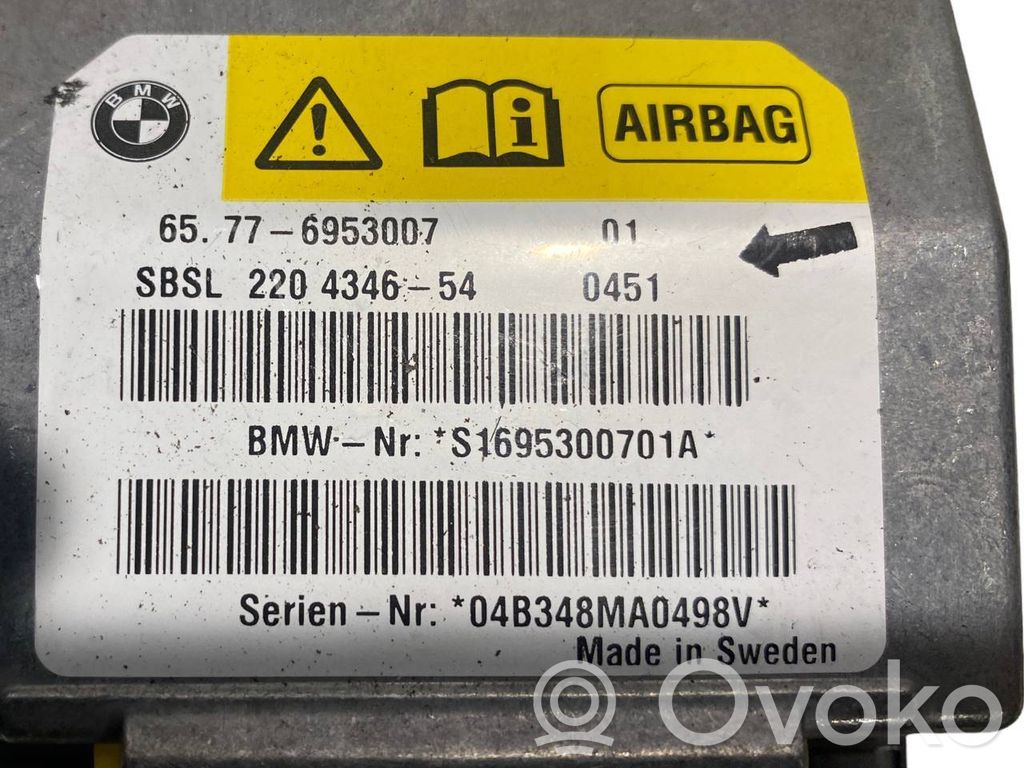 BMW
AIRBAG
65. 77-6953007 01
SBSL 220 4346-54 0451
BMW-Nr: *S1695300701A*
Serien-Nr: *04B348MA0498V*
Made in Sweden
Ovoko